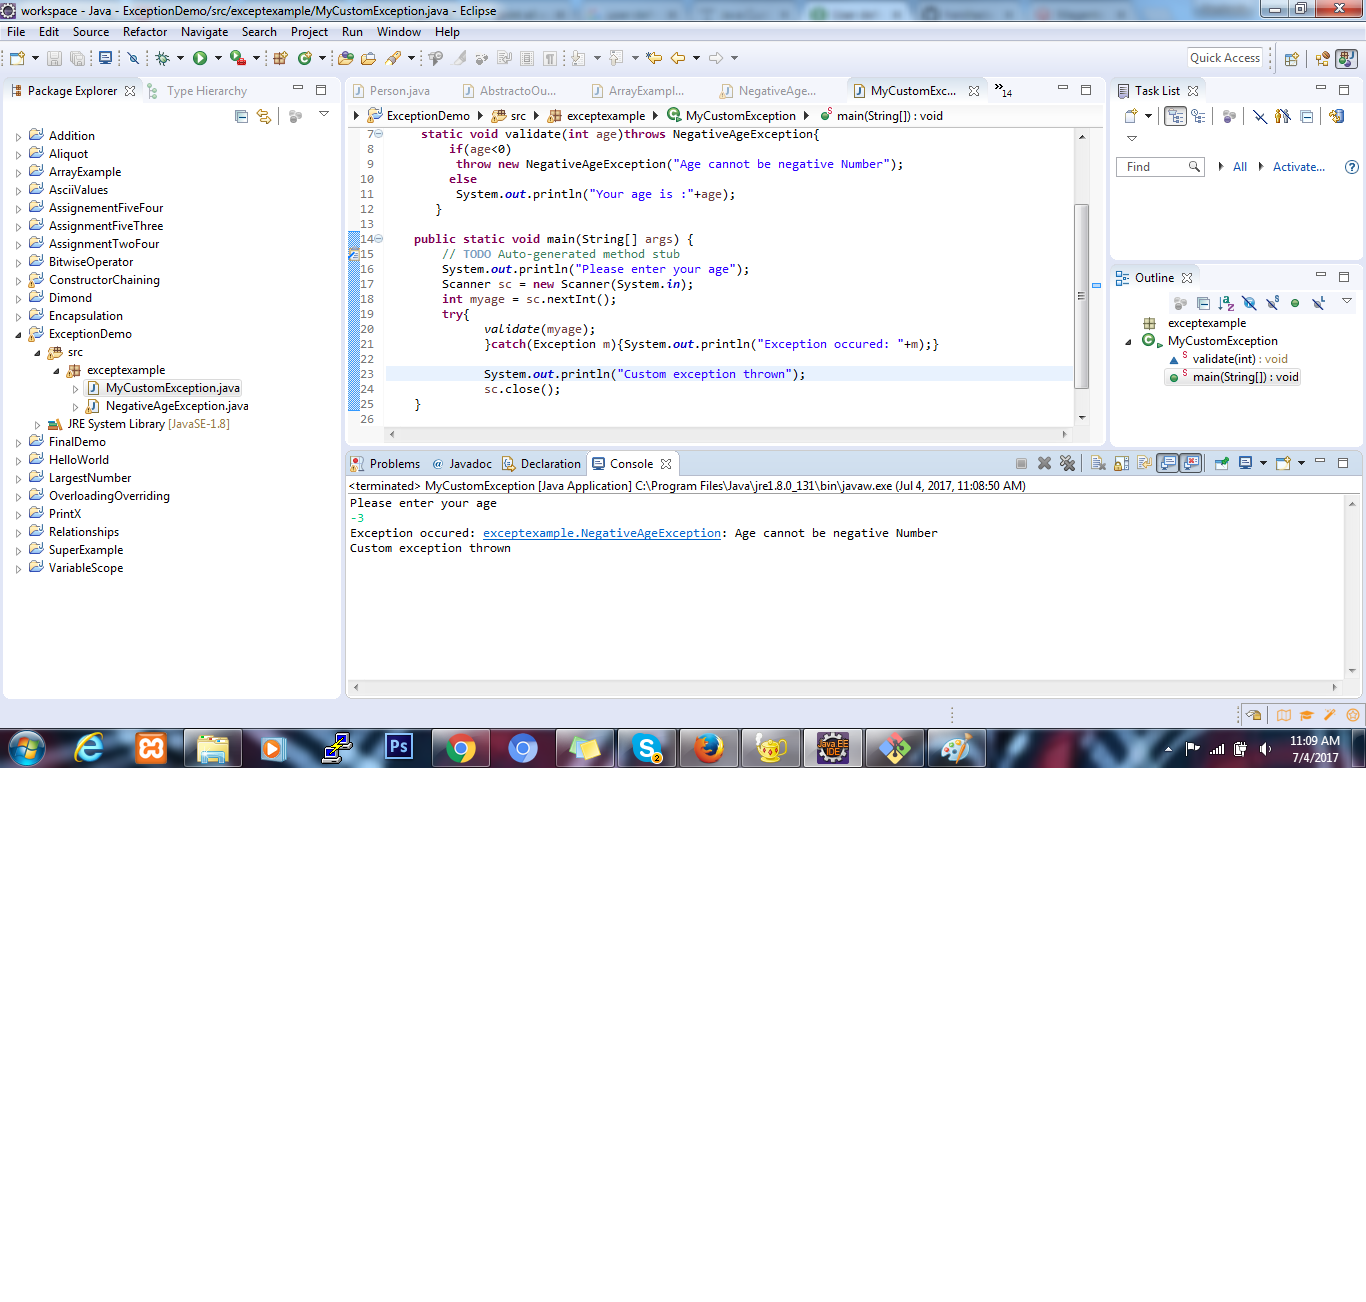 workspace - Java - ExceptionDemo/src/exceptexample/MyCustomException.java - Eclipse
File Edit Source Refactor Navigate Search Project Run Window Help
Quick Access
Package Explorer Type Hierarchy
Addition
Aliquot
ArrayExample
AsciiValues
AssignementFiveFour
AssignmentFiveThree
AssignmentTwoFour
BitwiseOperator
ConstructorChaining
Dimond
Encapsulation
ExceptionDemo
src
exceptexample
MyCustomException.java
NegativeAgeException.java
JRE System Library [JavaSE-1.8]
FinalDemo
HelloWorld
LargestNumber
OverloadingOverriding
PrintX
Relationships
SuperExample
VariableScope
Person.java AbstractoOu... ArrayExampl... NegativeAge... MyCustomExc... »14
ExceptionDemo src exceptexample MyCustomException main(String[]) : void
7 static void validate(int age)throws NegativeAgeException{
8 if(age<0)
9 throw new NegativeAgeException("Age cannot be negative Number");
10 else
11 System.out.println("Your age is :"+age);
12 }
13
14 public static void main(String[] args) {
15 // TODO Auto-generated method stub
16 System.out.println("Please enter your age");
17 Scanner sc = new Scanner(System.in);
18 int myage = sc.nextInt();
19 try{
20 validate(myage);
21 }catch(Exception m){System.out.println("Exception occured: "+m);}
22
23 System.out.println("Custom exception thrown");
24 sc.close();
25 }
26
Task List
Find All Activate...
Outline
exceptexample
MyCustomException
validate(int) : void
main(String[]) : void
Problems @ Javadoc Declaration Console
<terminated> MyCustomException [Java Application] C:\Program Files\Java\jre1.8.0_131\bin\javaw.exe (Jul 4, 2017, 11:08:50 AM)
Please enter your age
-3
Exception occured: exceptexample.NegativeAgeException: Age cannot be negative Number
Custom exception thrown
Ps
2
Java EE
IDE
11:09 AM
7/4/2017